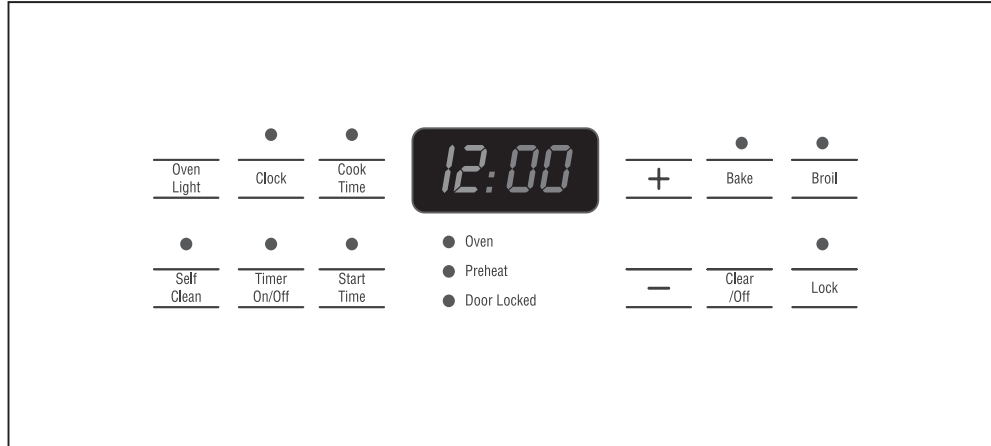 12:00
Oven
Light
Clock
Cook
Time
+
Bake
Broil
Oven
Preheat
Door Locked
Self
Clean
Timer
On/Off
Start
Time
−
Clear
/Off
Lock